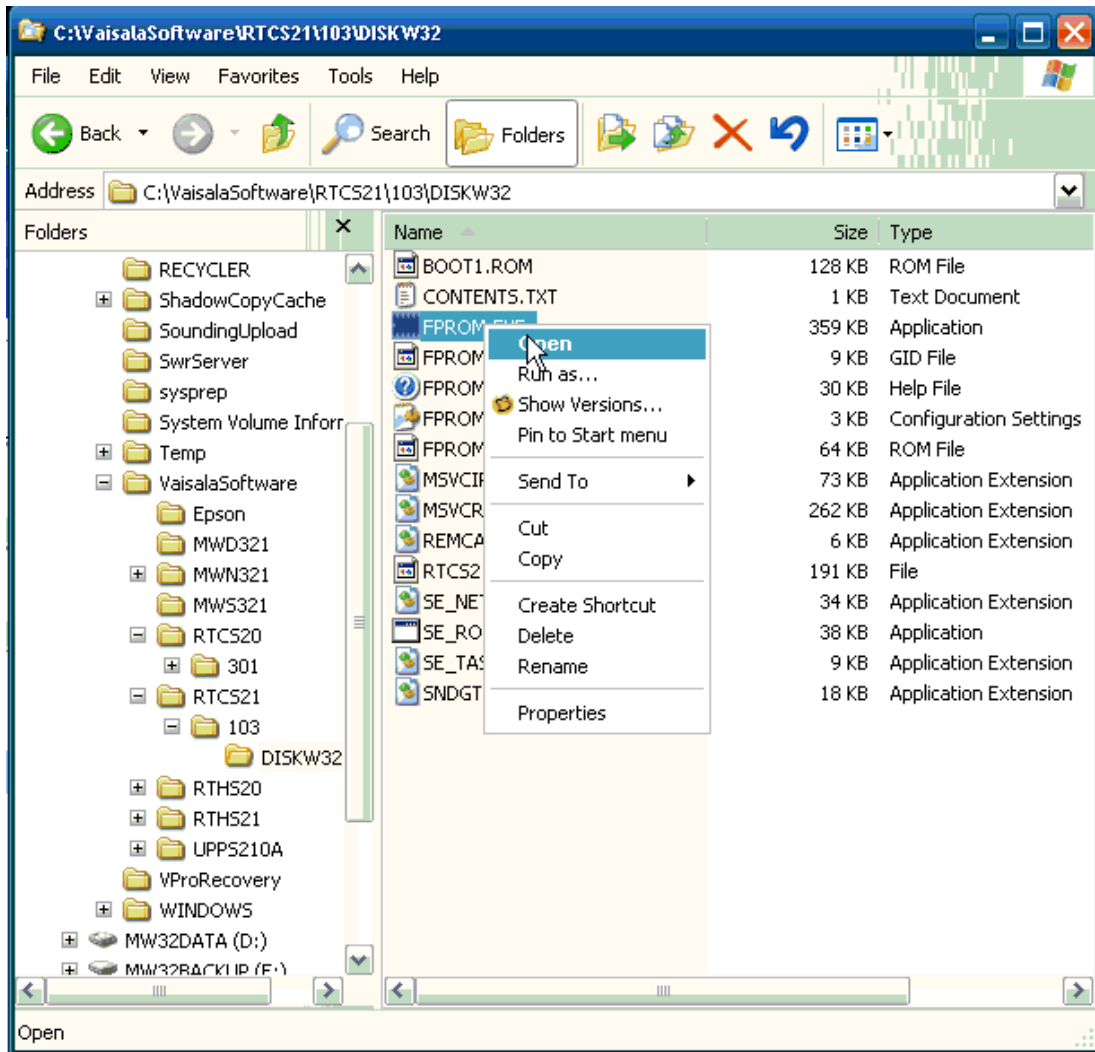 C:\VaisalaSoftware\RTCS21\103\DISKW32
File Edit View Favorites Tools Help
Back Search Folders
Address C:\VaisalaSoftware\RTCS21\103\DISKW32
Folders
RECYCLER
ShadowCopyCache
SoundingUpload
SwrServer
sysprep
System Volume Inforr
Temp
VaisalaSoftware
Epson
MWD321
MWN321
MWS321
RTCS20
301
RTCS21
103
DISKW32
RTHS20
RTHS21
UPPS210A
VProRecovery
WINDOWS
MW32DATA (D:)
MW32BACKUP (E:)
Name Size Type
BOOT1.ROM 128 KB ROM File
CONTENTS.TXT 1 KB Text Document
FPROM.EXE 359 KB Application
FPROM 9 KB GID File
FPROM 30 KB Help File
FPROM 3 KB Configuration Settings
FPROM 64 KB ROM File
MSVCIF 73 KB Application Extension
MSVCR 262 KB Application Extension
REMCA 6 KB Application Extension
RTCS2 191 KB File
SE_NET 34 KB Application Extension
SE_RO 38 KB Application
SE_TAS 9 KB Application Extension
SNDGT 18 KB Application Extension
Open
Run as...
Show Versions...
Pin to Start menu
Send To
Cut
Copy
Create Shortcut
Delete
Rename
Properties
Open